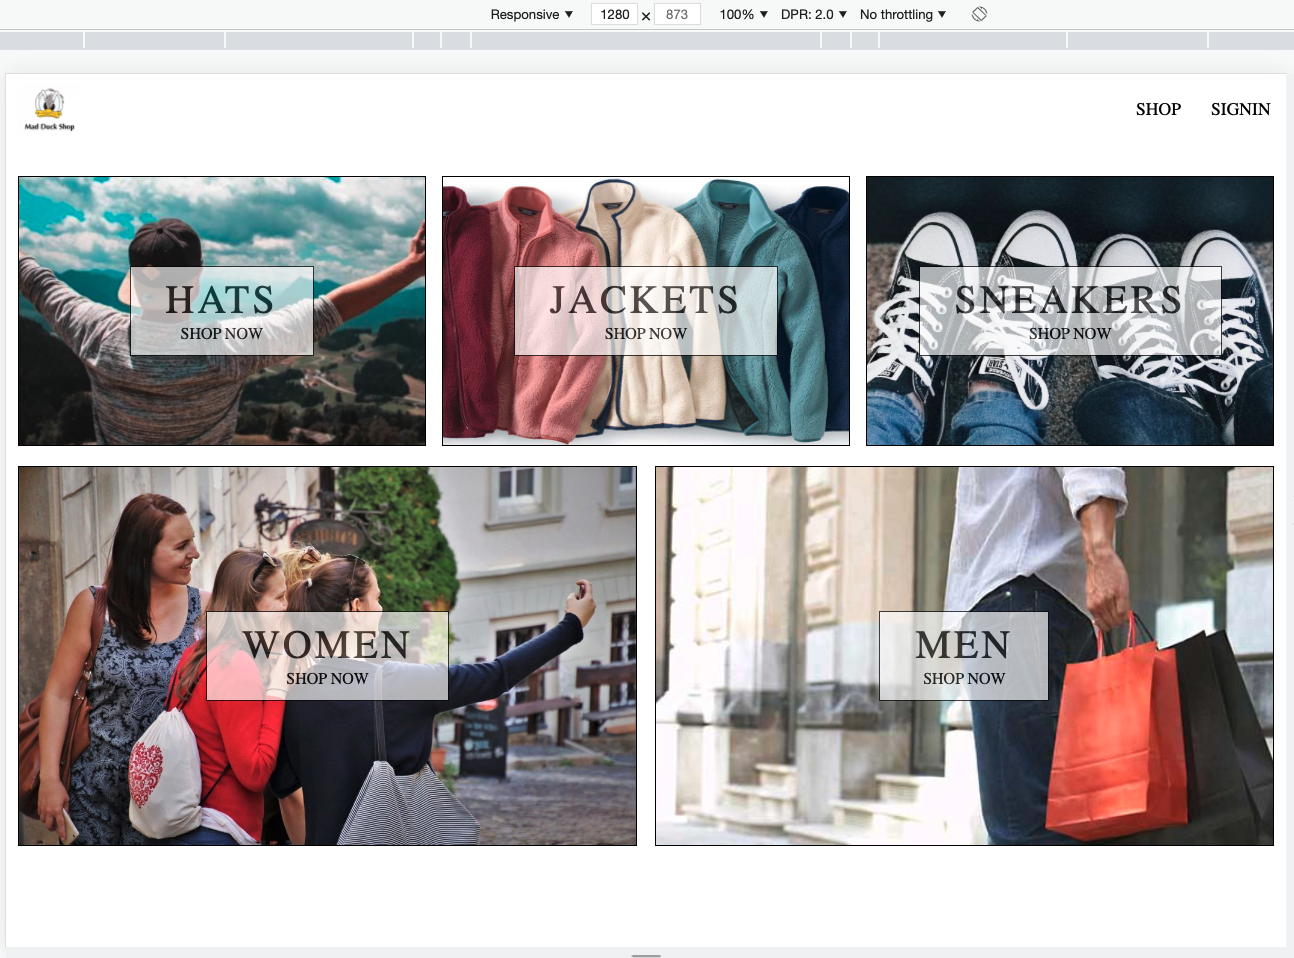 Responsive ▼ 1280 × 873 100% ▼ DPR: 2.0 ▼ No throttling ▼
Mad Duck Shop
SHOP SIGNIN
HATS
SHOP NOW
JACKETS
SHOP NOW
SNEAKERS
SHOP NOW
WOMEN
SHOP NOW
MEN
SHOP NOW